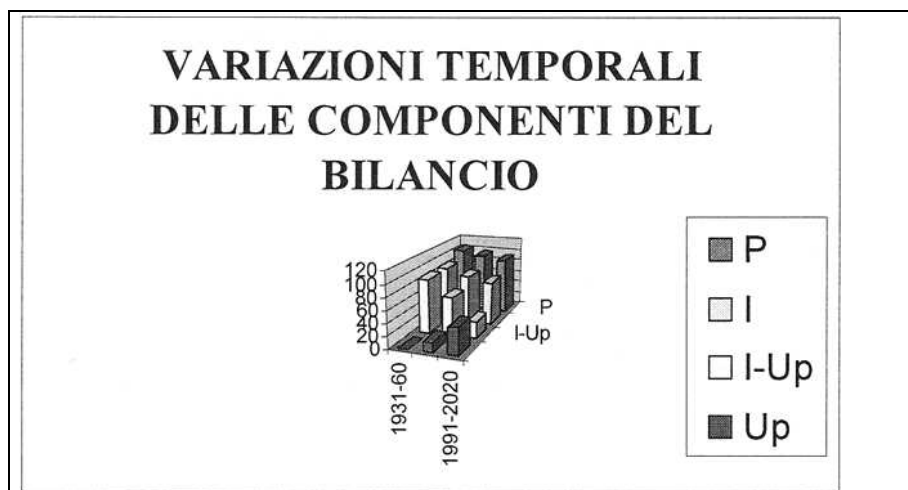 VARIAZIONI TEMPORALI
DELLE COMPONENTI DEL
BILANCIO
120
100
80
60
40
20
0
P
I-Up
1931-60
1991-2020
P
I
I-Up
Up